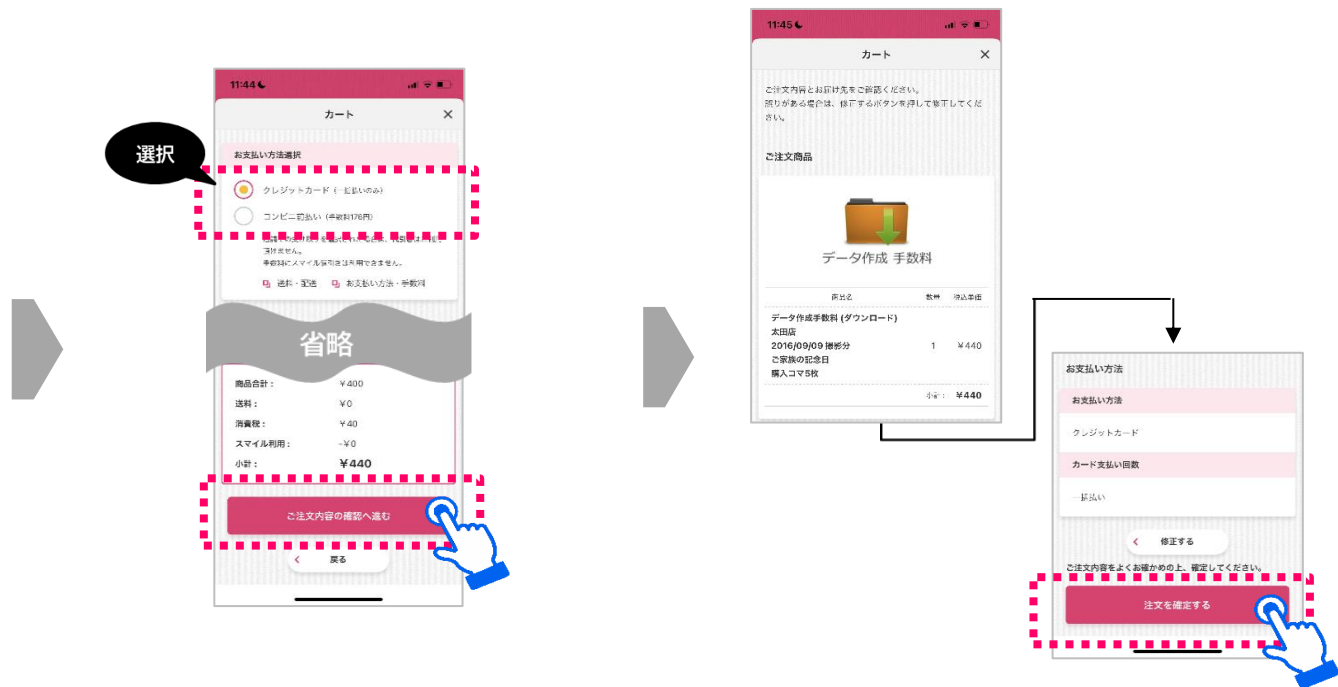 選択
11:44
カート
お支払い方法選択
クレジットカード (一括払いのみ)
コンビニ前払い (手数料176円)
頂けません。
手数料にスマイル値引きは利用できません。
送料・配送 お支払い方法・手数料
省略
商品合計: ¥400
送料: ¥0
消費税: ¥40
スマイル利用: -¥0
小計: ¥440
ご注文内容の確認へ進む
戻る
11:45
カート
ご注文内容とお届け先をご確認ください。
誤りがある場合は、修正するボタンを押して修正してくだ
さい。
ご注文商品
データ作成 手数料
商品名 数量 税込単価
データ作成手数料 (ダウンロード)
太田店
2016/09/09 撮影分 1 ¥440
ご家族の記念日
購入コマ5枚
小計: ¥440
お支払い方法
お支払い方法
クレジットカード
カード支払い回数
一括払い
修正する
ご注文内容をよくお確かめの上、確定してください。
注文を確定する